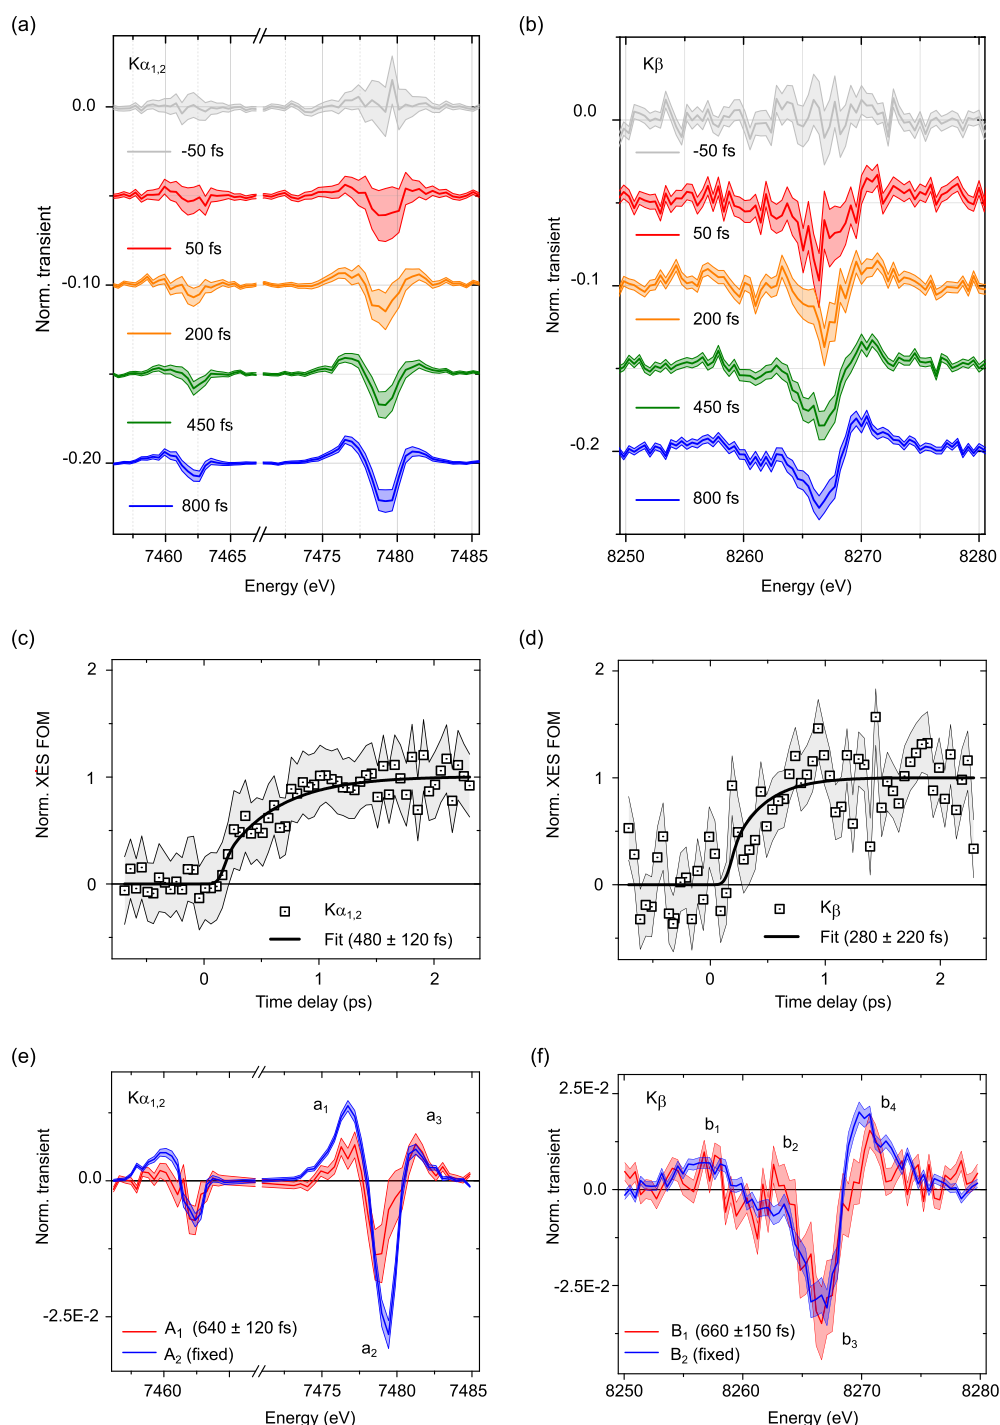 (a)
Kα1,2
0.0
-0.10
-0.20
Norm. transient
-50 fs
50 fs
200 fs
450 fs
800 fs
7460 7465 7475 7480 7485
Energy (eV)
(b)
Kβ
0.0
-0.1
-0.2
Norm. transient
-50 fs
50 fs
200 fs
450 fs
800 fs
8250 8260 8270 8280
Energy (eV)
(c)
2
1
0
Norm. XES FOM
Kα1,2
Fit (480 ± 120 fs)
0 1 2
Time delay (ps)
(d)
2
1
0
Norm. XES FOM
Kβ
Fit (280 ± 220 fs)
0 1 2
Time delay (ps)
(e)
Kα1,2
a1
a3
a2
0.0
-2.5E-2
Norm. transient
A1 (640 ± 120 fs)
A2 (fixed)
7460 7475 7480 7485
Energy (eV)
(f)
2.5E-2
0.0
-2.5E-2
Norm. transient
Kβ
b1
b2
b4
b3
B1 (660 ±150 fs)
B2 (fixed)
8250 8260 8270 8280
Energy (eV)